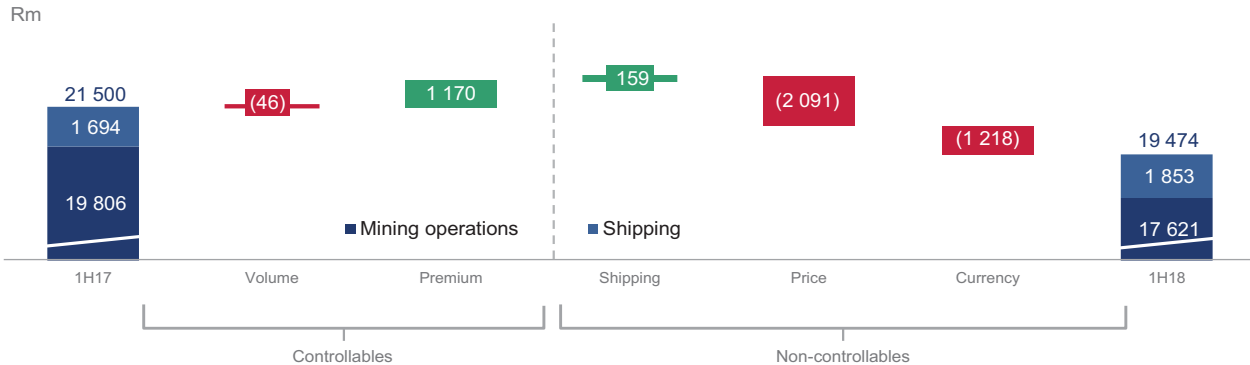 Rm
21 500
1 694
19 806
(46)
1 170
159
(2 091)
(1 218)
19 474
1 853
17 621
Mining operations
Shipping
1H17
Volume
Premium
Shipping
Price
Currency
1H18
Controllables
Non-controllables